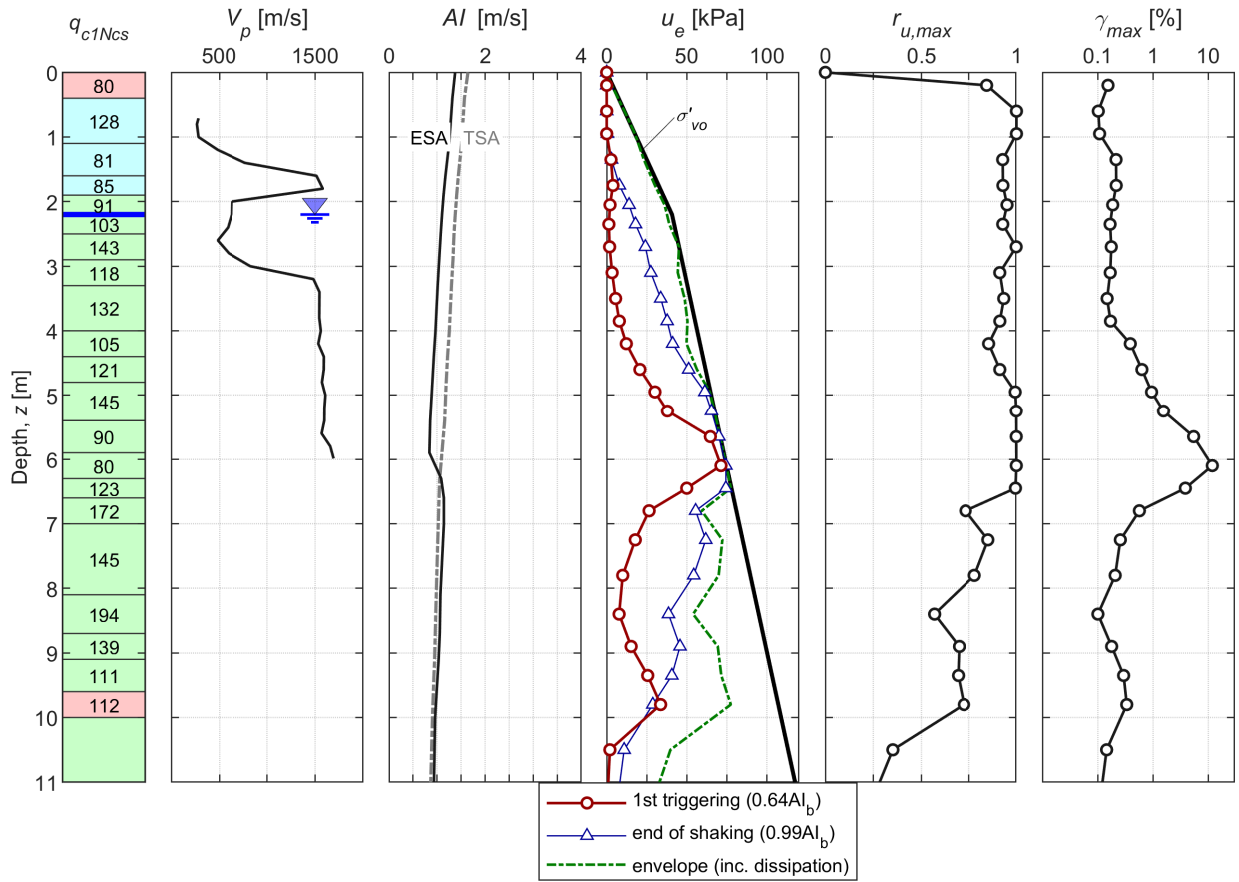 q_c1Ncs
V_p [m/s]
AI [m/s]
u_e [kPa]
r_u,max
γ_max [%]
500 1500
0 2 4
0 50 100
0.5 1
0.1 1 10
Depth, z [m]
0
1
2
3
4
5
6
7
8
9
10
11
80
128
81
85
91
103
143
118
132
105
121
145
90
80
123
172
145
194
139
111
112
ESA TSA
σ'_vo
1st triggering (0.64AI_b)
end of shaking (0.99AI_b)
envelope (inc. dissipation)